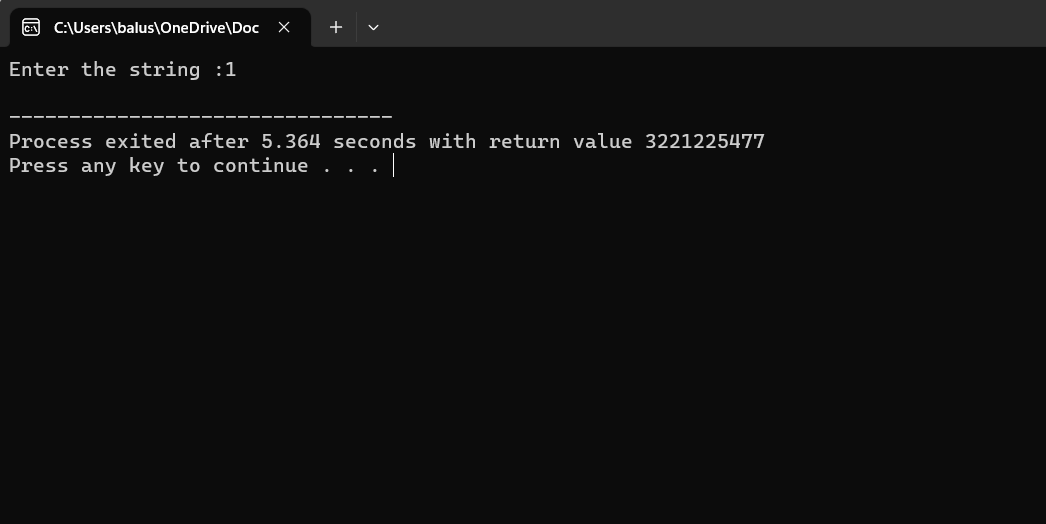 C:\Users\balus\OneDrive\Doc
Enter the string :1
--------------------------------
Process exited after 5.364 seconds with return value 3221225477
Press any key to continue . . .